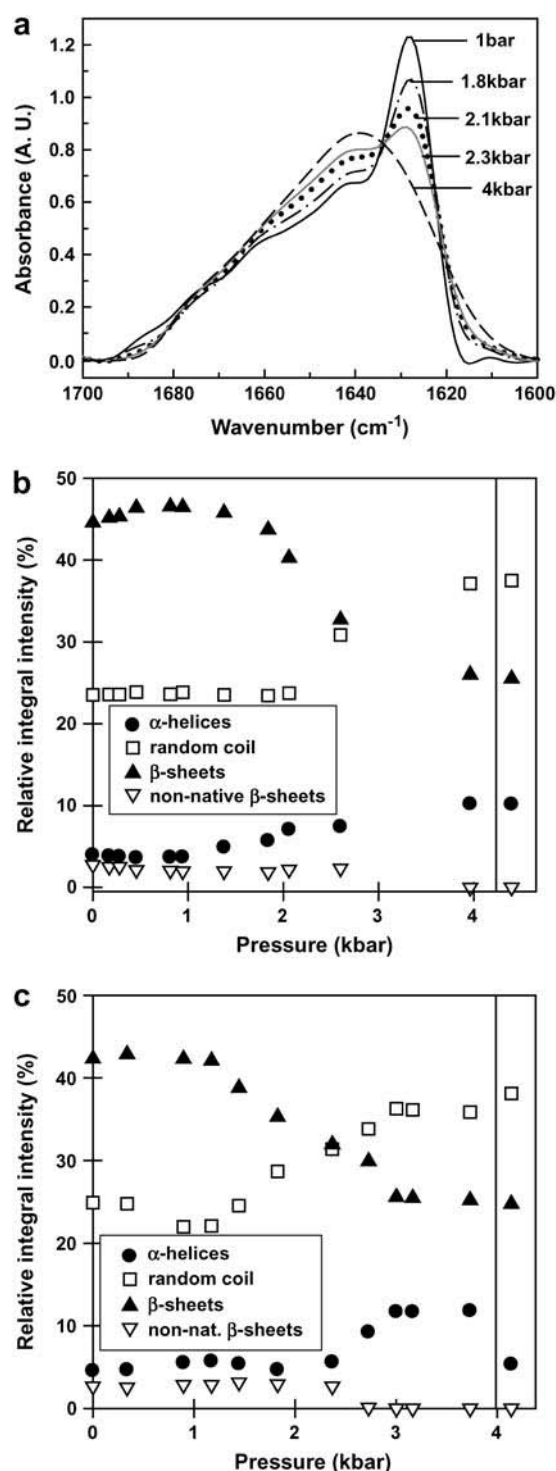 a
1bar
1.8kbar
2.1kbar
2.3kbar
4kbar
Absorbance (A. U.)
1.2
1.0
0.8
0.6
0.4
0.2
0.0
1700 1680 1660 1640 1620 1600
Wavenumber (cm⁻¹)
b
Relative integral intensity (%)
50
40
30
20
10
0
α-helices
random coil
β-sheets
non-native β-sheets
0 1 2 3 4
Pressure (kbar)
c
Relative integral intensity (%)
50
40
30
20
10
0
α-helices
random coil
β-sheets
non-nat. β-sheets
0 1 2 3 4
Pressure (kbar)